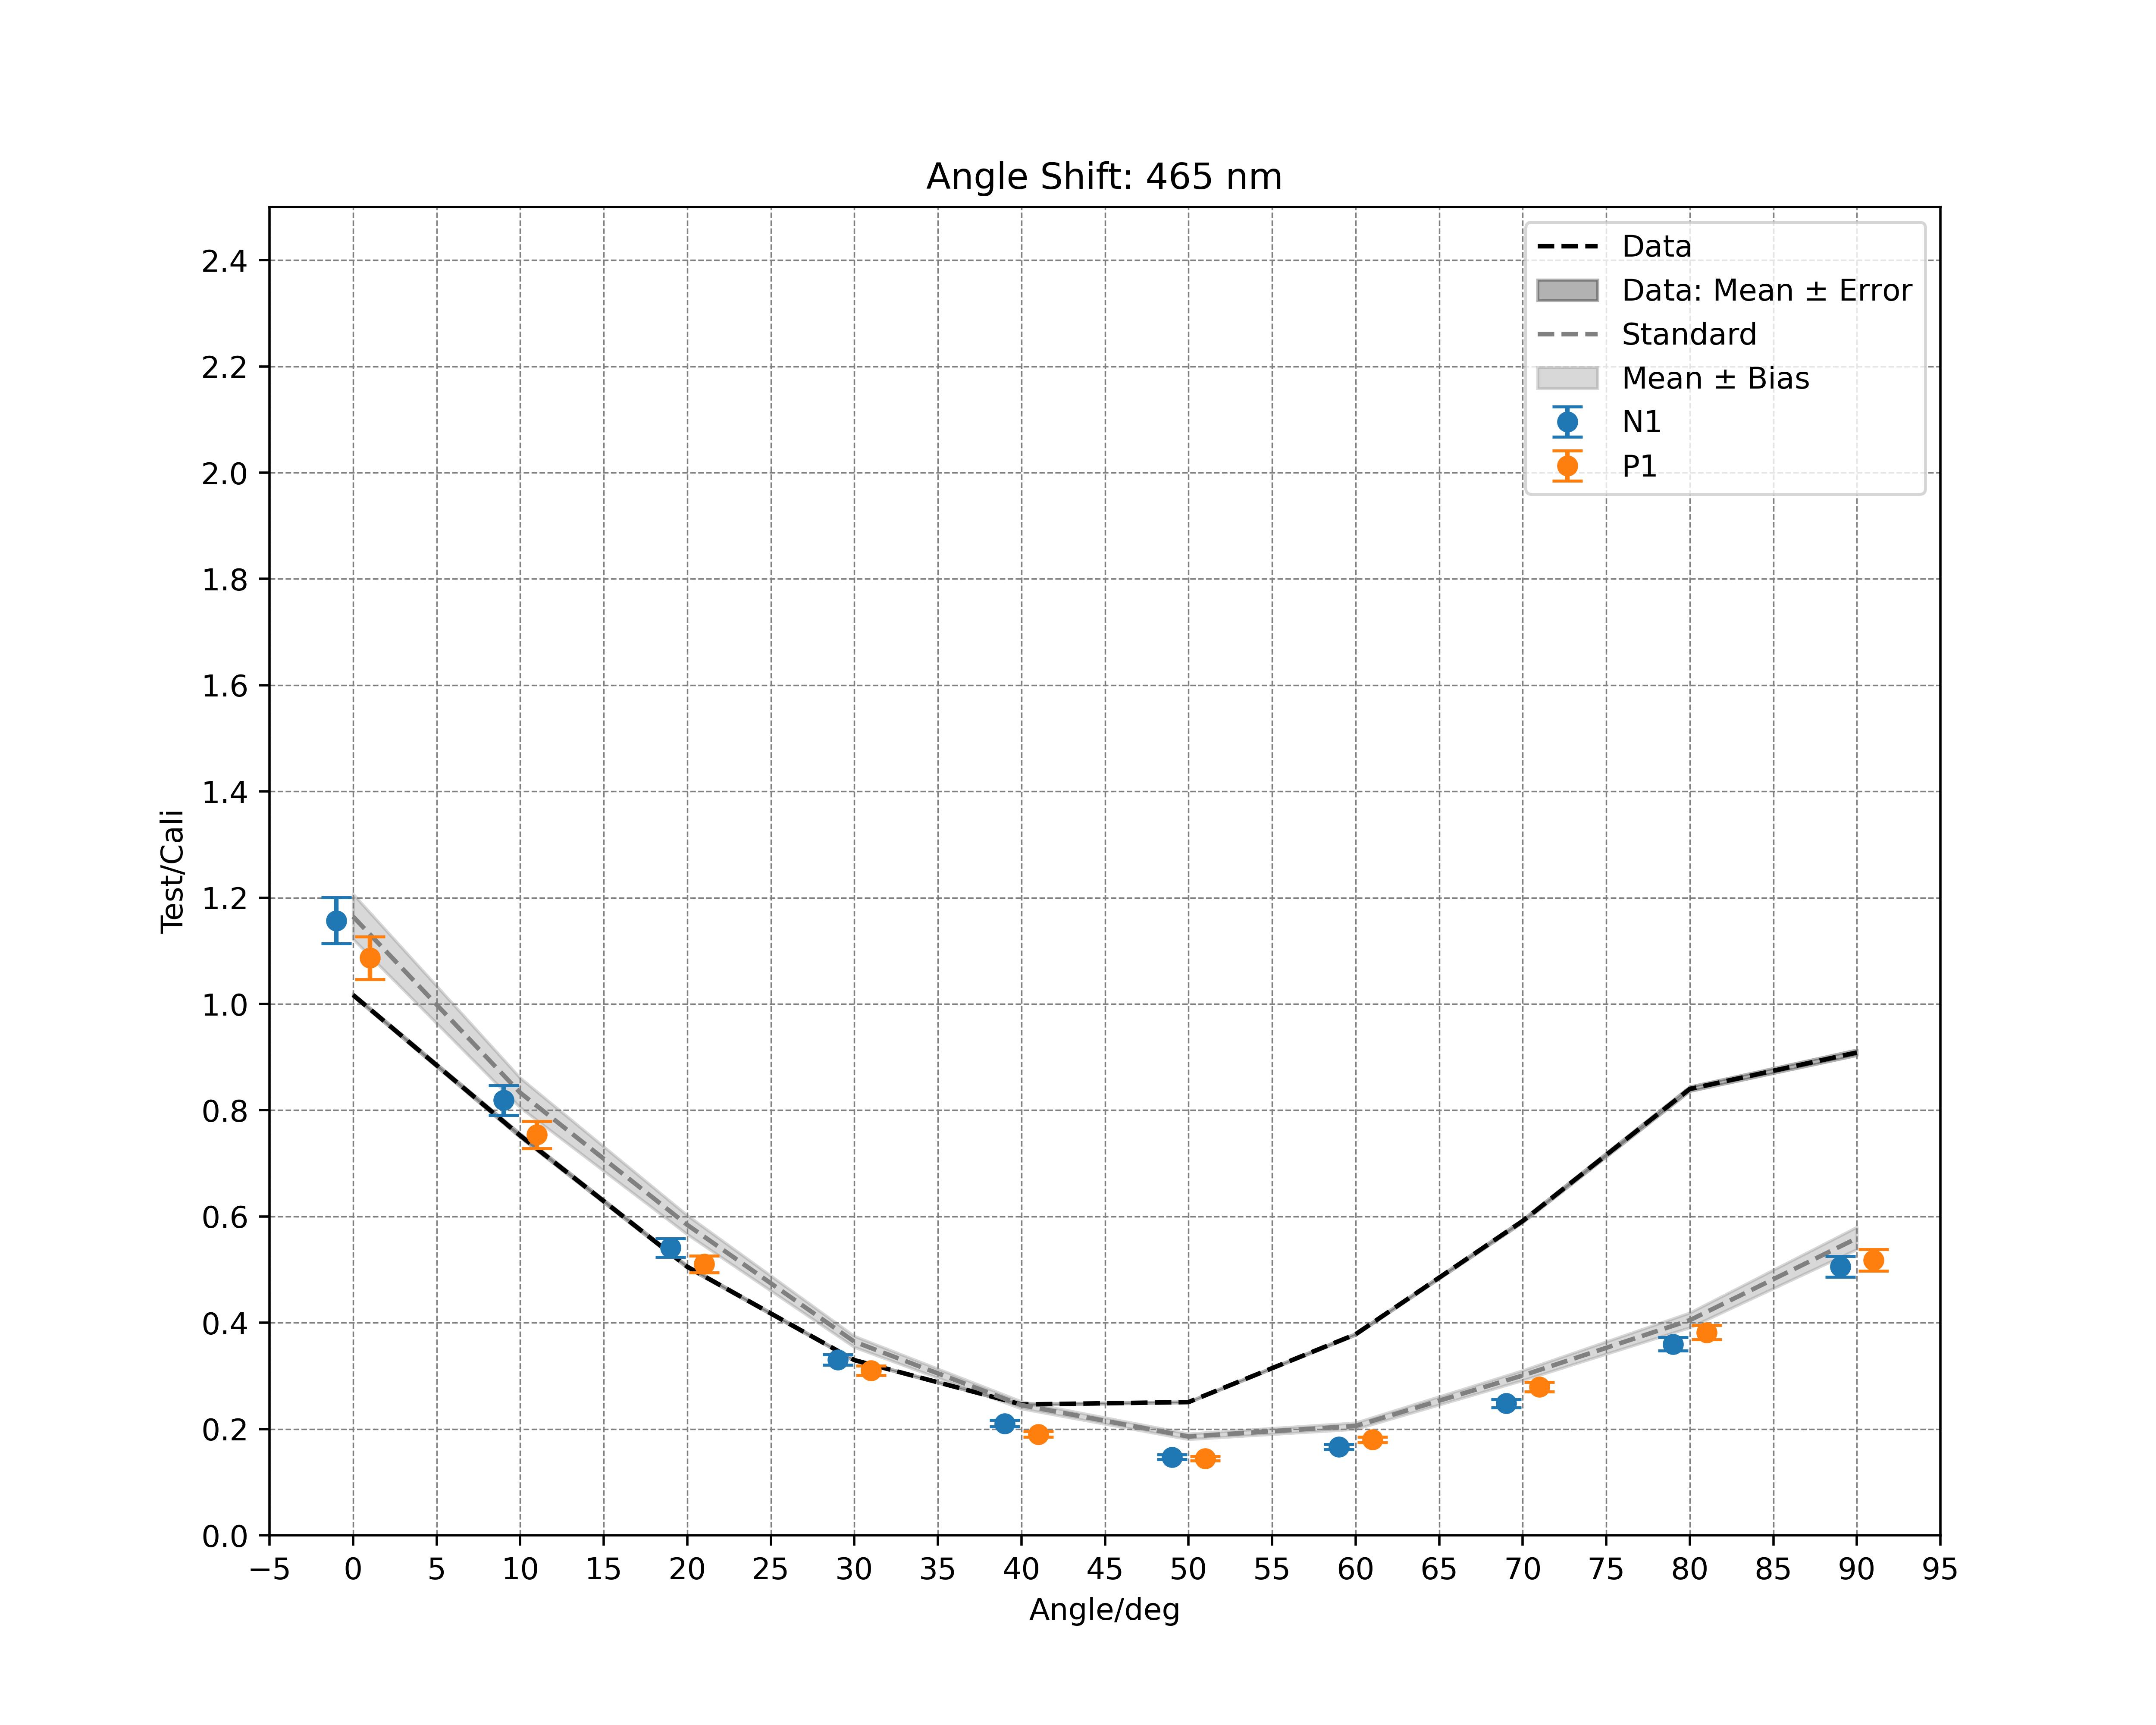 Angle Shift: 465 nm
Data
Data: Mean ± Error
Standard
Mean ± Bias
N1
P1
2.4
2.2
2.0
1.8
1.6
1.4
1.2
1.0
0.8
0.6
0.4
0.2
0.0
Test/Cali
−5 0 5 10 15 20 25 30 35 40 45 50 55 60 65 70 75 80 85 90 95
Angle/deg